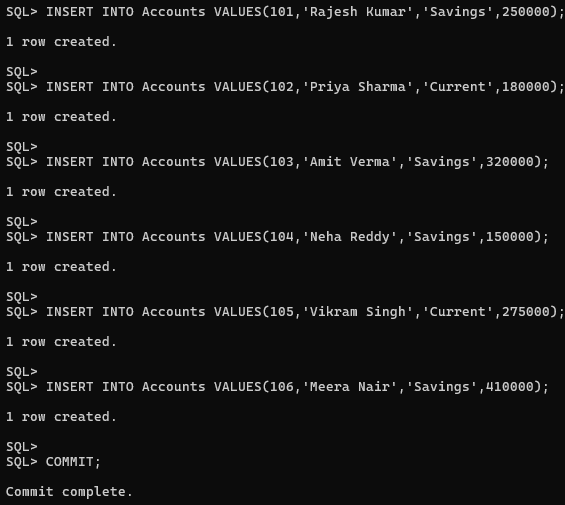 SQL> INSERT INTO Accounts VALUES(101,'Rajesh Kumar','Savings',250000);
1 row created.
SQL>
SQL> INSERT INTO Accounts VALUES(102,'Priya Sharma','Current',180000);
1 row created.
SQL>
SQL> INSERT INTO Accounts VALUES(103,'Amit Verma','Savings',320000);
1 row created.
SQL>
SQL> INSERT INTO Accounts VALUES(104,'Neha Reddy','Savings',150000);
1 row created.
SQL>
SQL> INSERT INTO Accounts VALUES(105,'Vikram Singh','Current',275000);
1 row created.
SQL>
SQL> INSERT INTO Accounts VALUES(106,'Meera Nair','Savings',410000);
1 row created.
SQL>
SQL> COMMIT;
Commit complete.